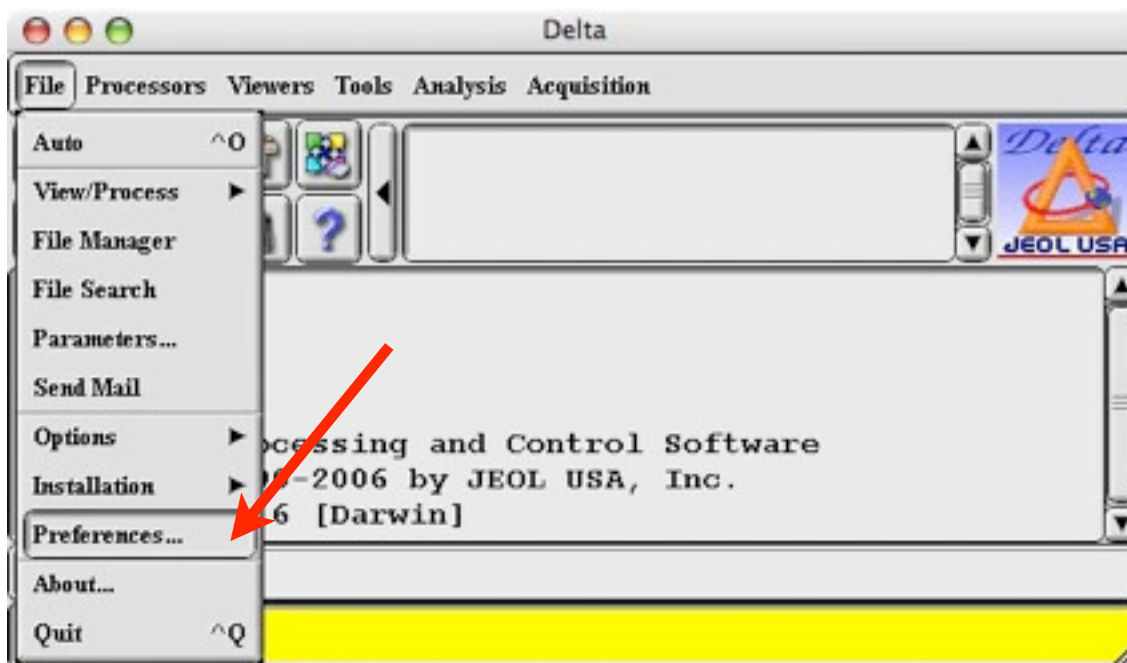 Delta
File Processors Viewers Tools Analysis Acquisition
Auto ^O
View/Process
File Manager
File Search
Parameters...
Send Mail
Options
Installation
Preferences...
About...
Quit ^Q
?
Delta
JEOL USA
and Control Software
-2006 by JEOL USA, Inc.
6 [Darwin]